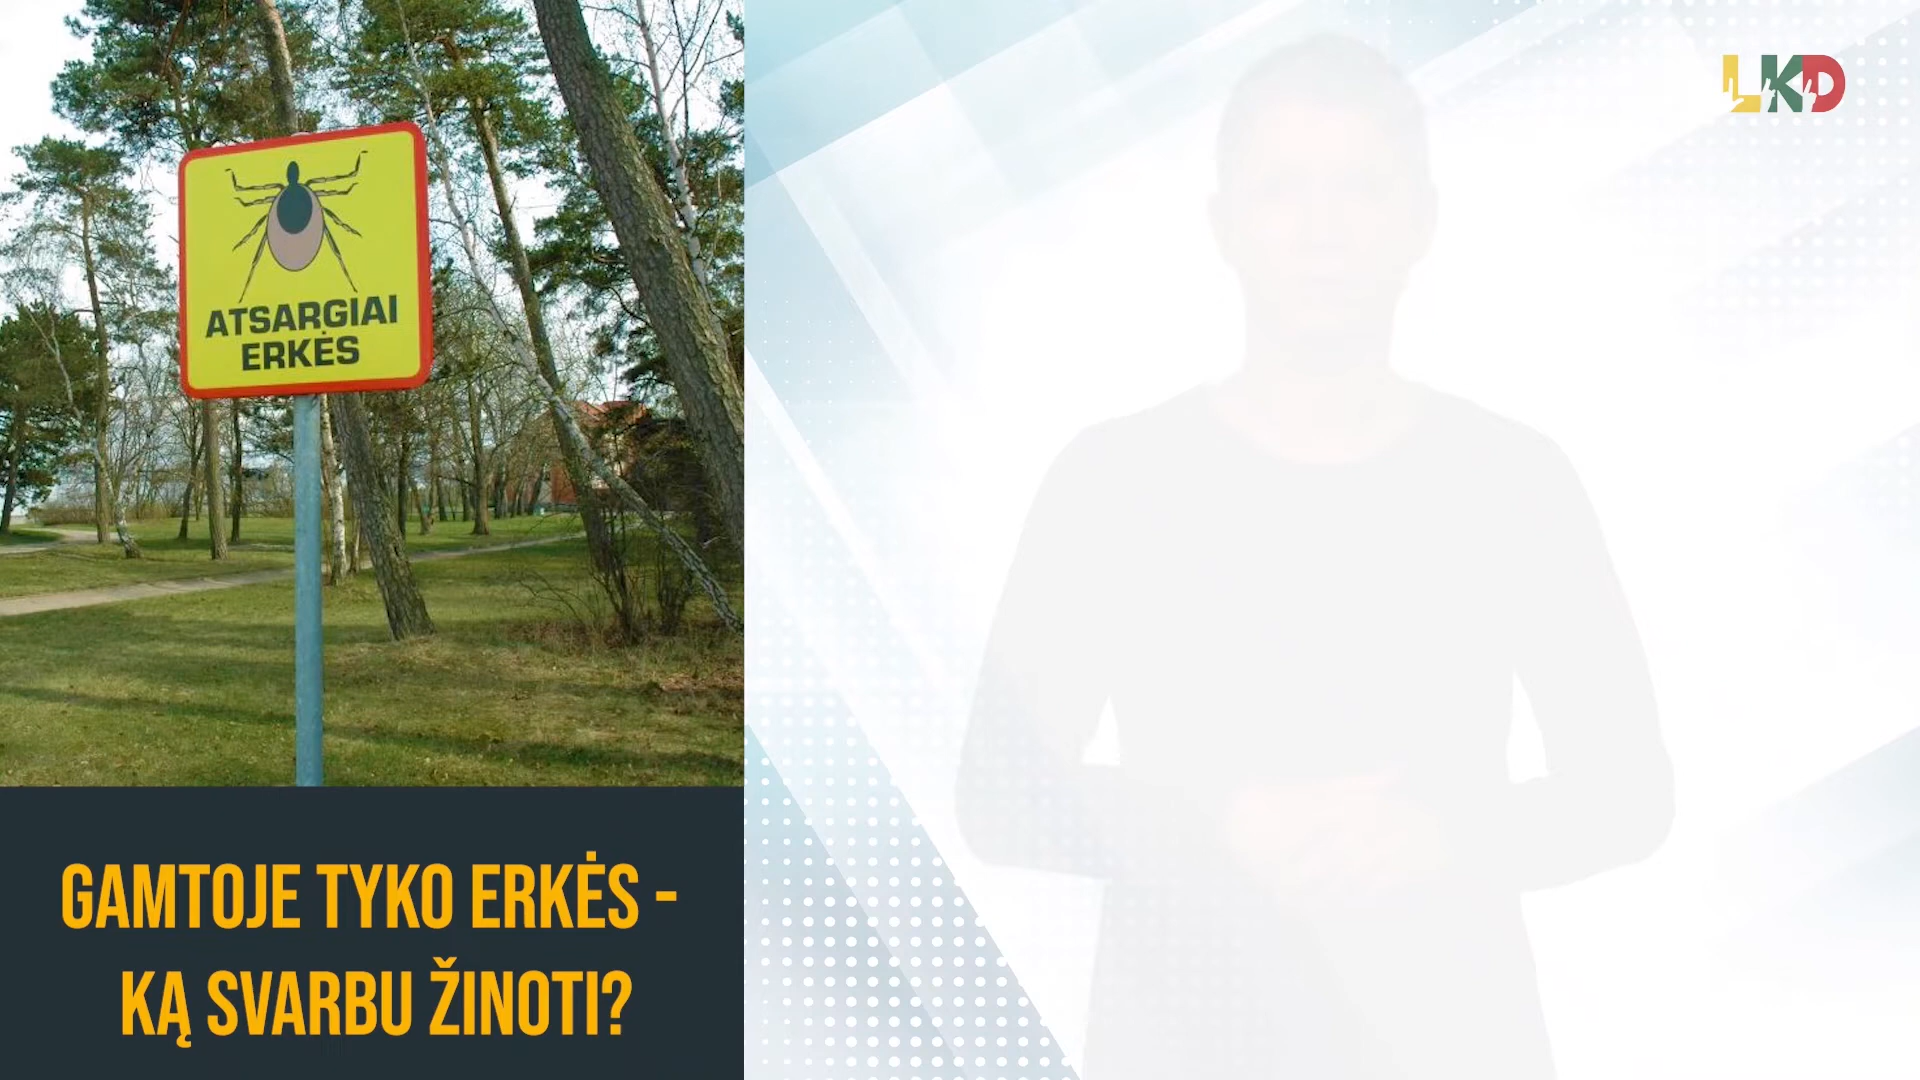 LKD
ATSARGIAI
ERKĖS
GAMTOJE TYKO ERKĖS -
KĄ SVARBU ŽINOTI?